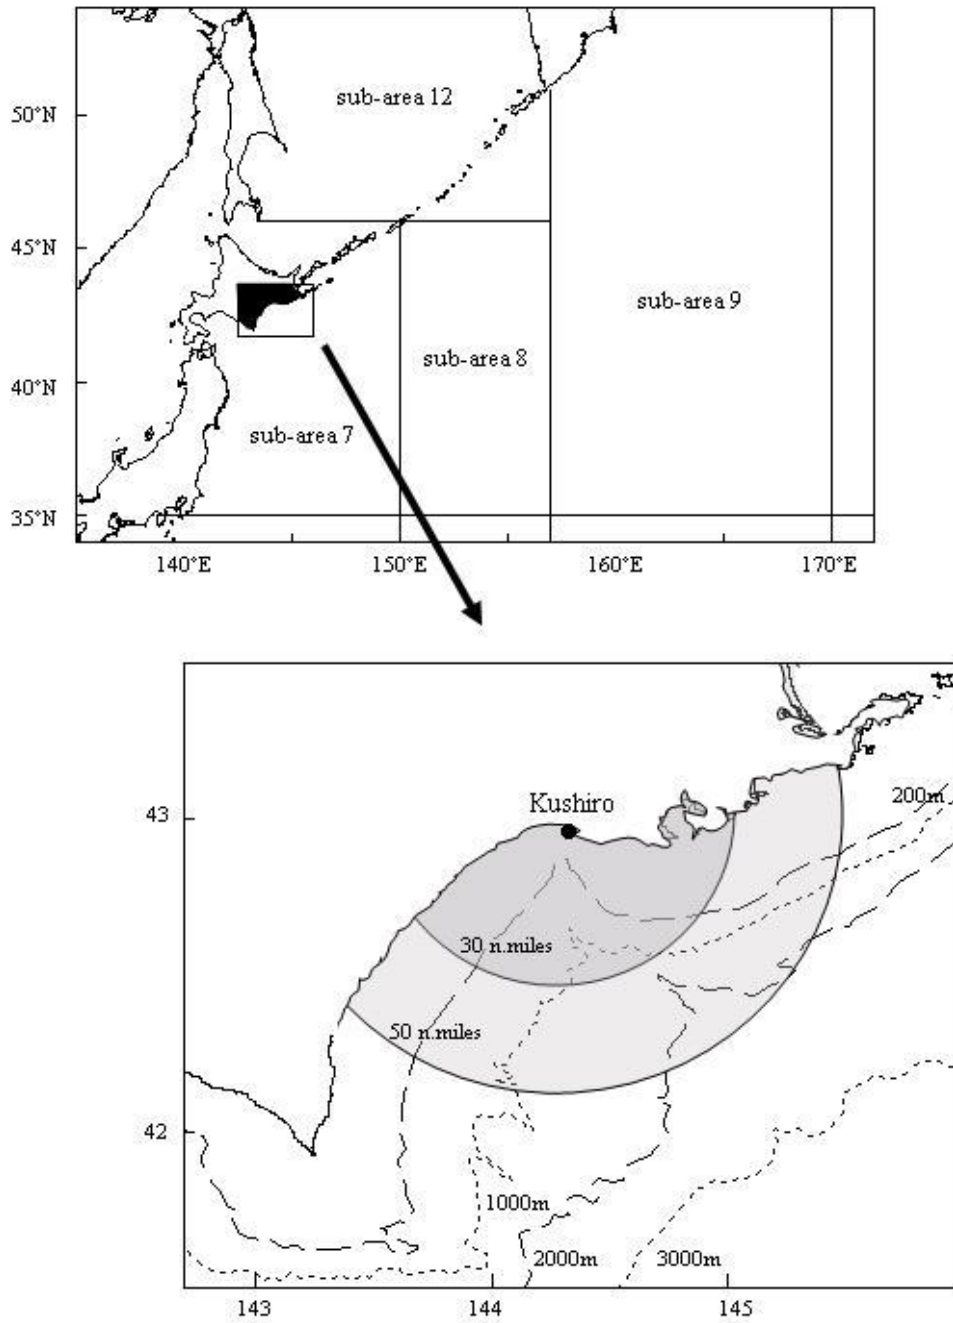 sub-area 12
50°N
45°N
sub-area 9
sub-area 8
40°N
sub-area 7
35°N
140°E
150°E
160°E
170°E
Kushiro
43
200m
30 n.miles
50 n.miles
42
1000m
2000m
3000m
143
144
145